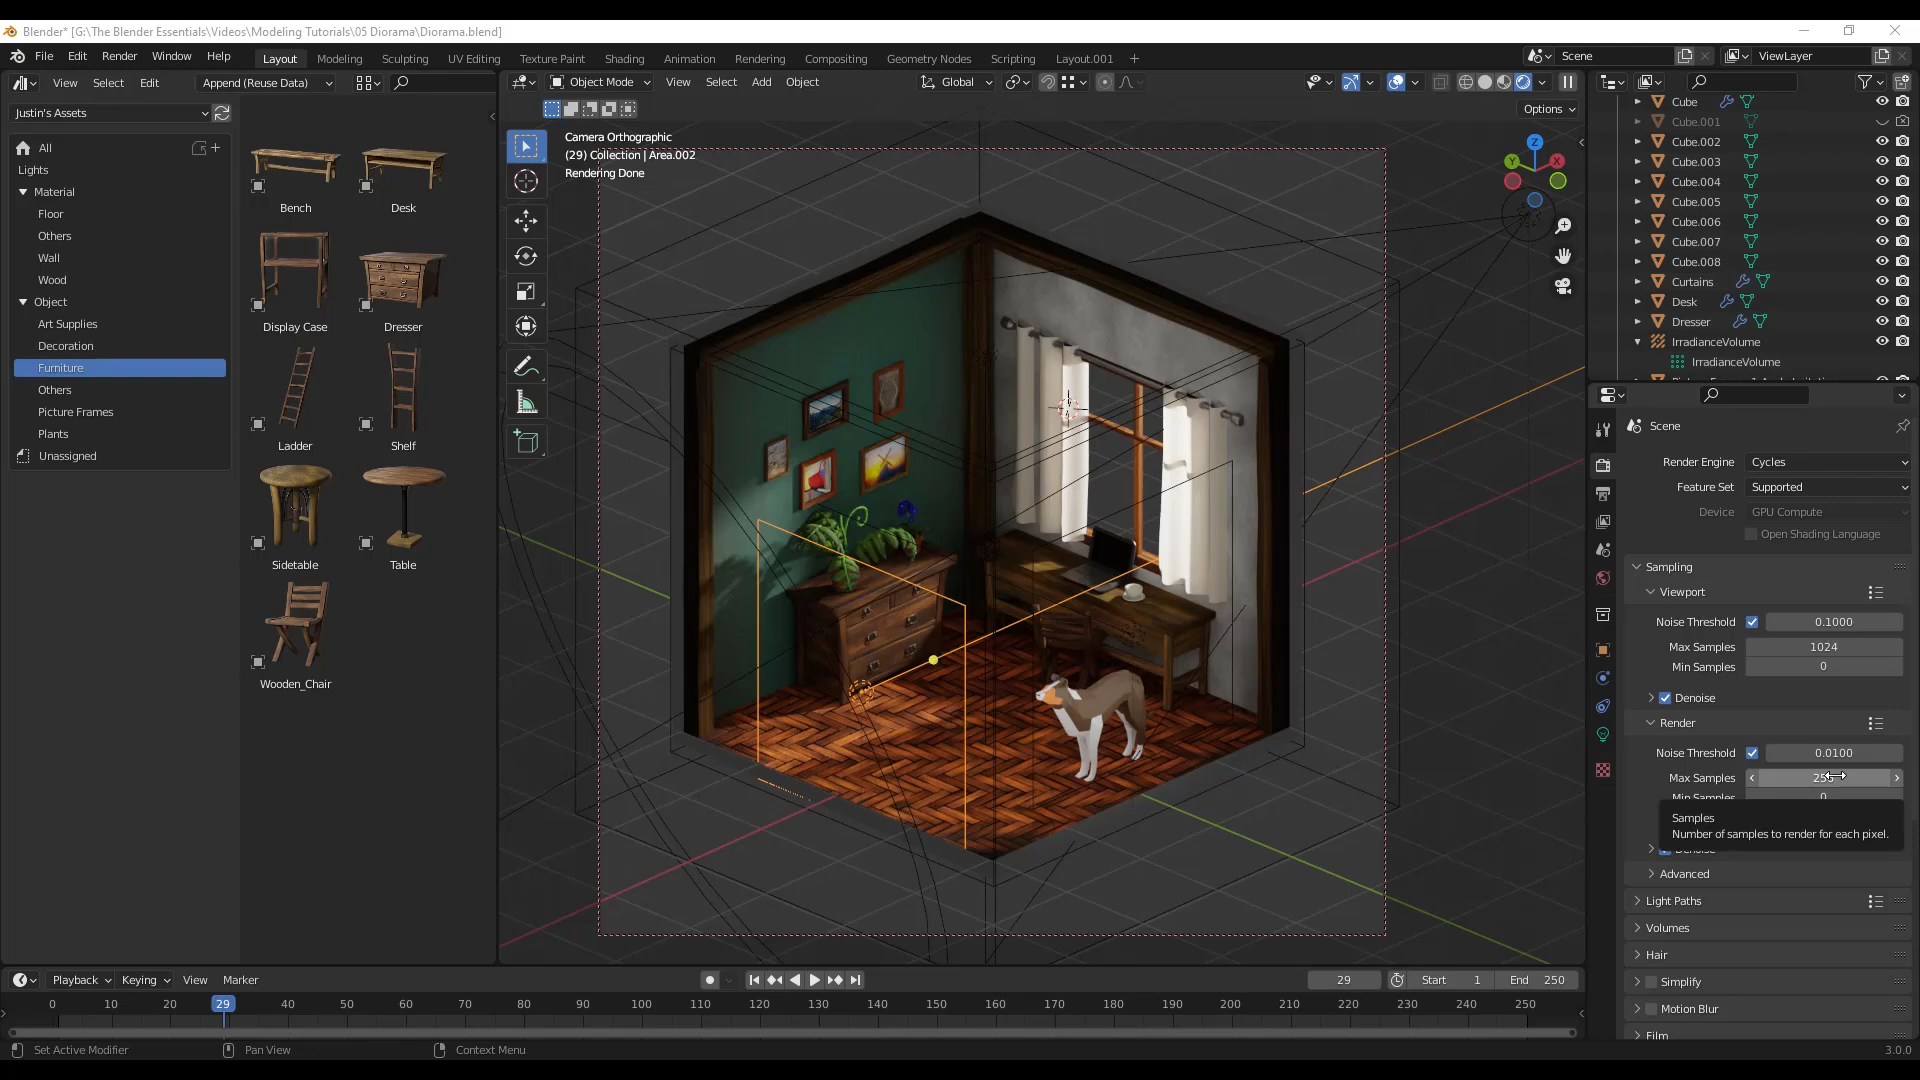 Blender* [G:\The Blender Essentials\Videos\Modeling Tutorials\05 Diorama\Diorama.blend]
File Edit Render Window Help Layout Modeling Sculpting UV Editing Texture Paint Shading Animation Rendering Compositing Geometry Nodes Scripting Layout.001 + Scene ViewLayer
View Select Edit Append (Reuse Data) Object Mode View Select Add Object Global
Justin's Assets
Options
All
Lights
Material
Floor
Others
Wall
Wood
Object
Art Supplies
Decoration
Furniture
Others
Picture Frames
Plants
Unassigned
Bench Desk
Display Case Dresser
Ladder Shelf
Sidetable Table
Wooden_Chair
Camera Orthographic
(29) Collection | Area.002
Rendering Done
Z
Y X
Cube
Cube.001
Cube.002
Cube.003
Cube.004
Cube.005
Cube.006
Cube.007
Cube.008
Curtains
Desk
Dresser
IrradianceVolume
IrradianceVolume
Scene
Render Engine Cycles
Feature Set Supported
Device GPU Compute
Open Shading Language
Sampling
Viewport
Noise Threshold 0.1000
Max Samples 1024
Min Samples 0
Denoise
Render
Noise Threshold 0.0100
Max Samples
Min Samples 0
Samples
Number of samples to render for each pixel.
Denoise
Advanced
Light Paths
Volumes
Hair
Simplify
Motion Blur
Film
Playback Keying View Marker 29 Start 1 End 250
0 10 20 29 40 50 60 70 80 90 100 110 120 130 140 150 160 170 180 190 200 210 220 230 240 250
Set Active Modifier Pan View Context Menu 3.0.0